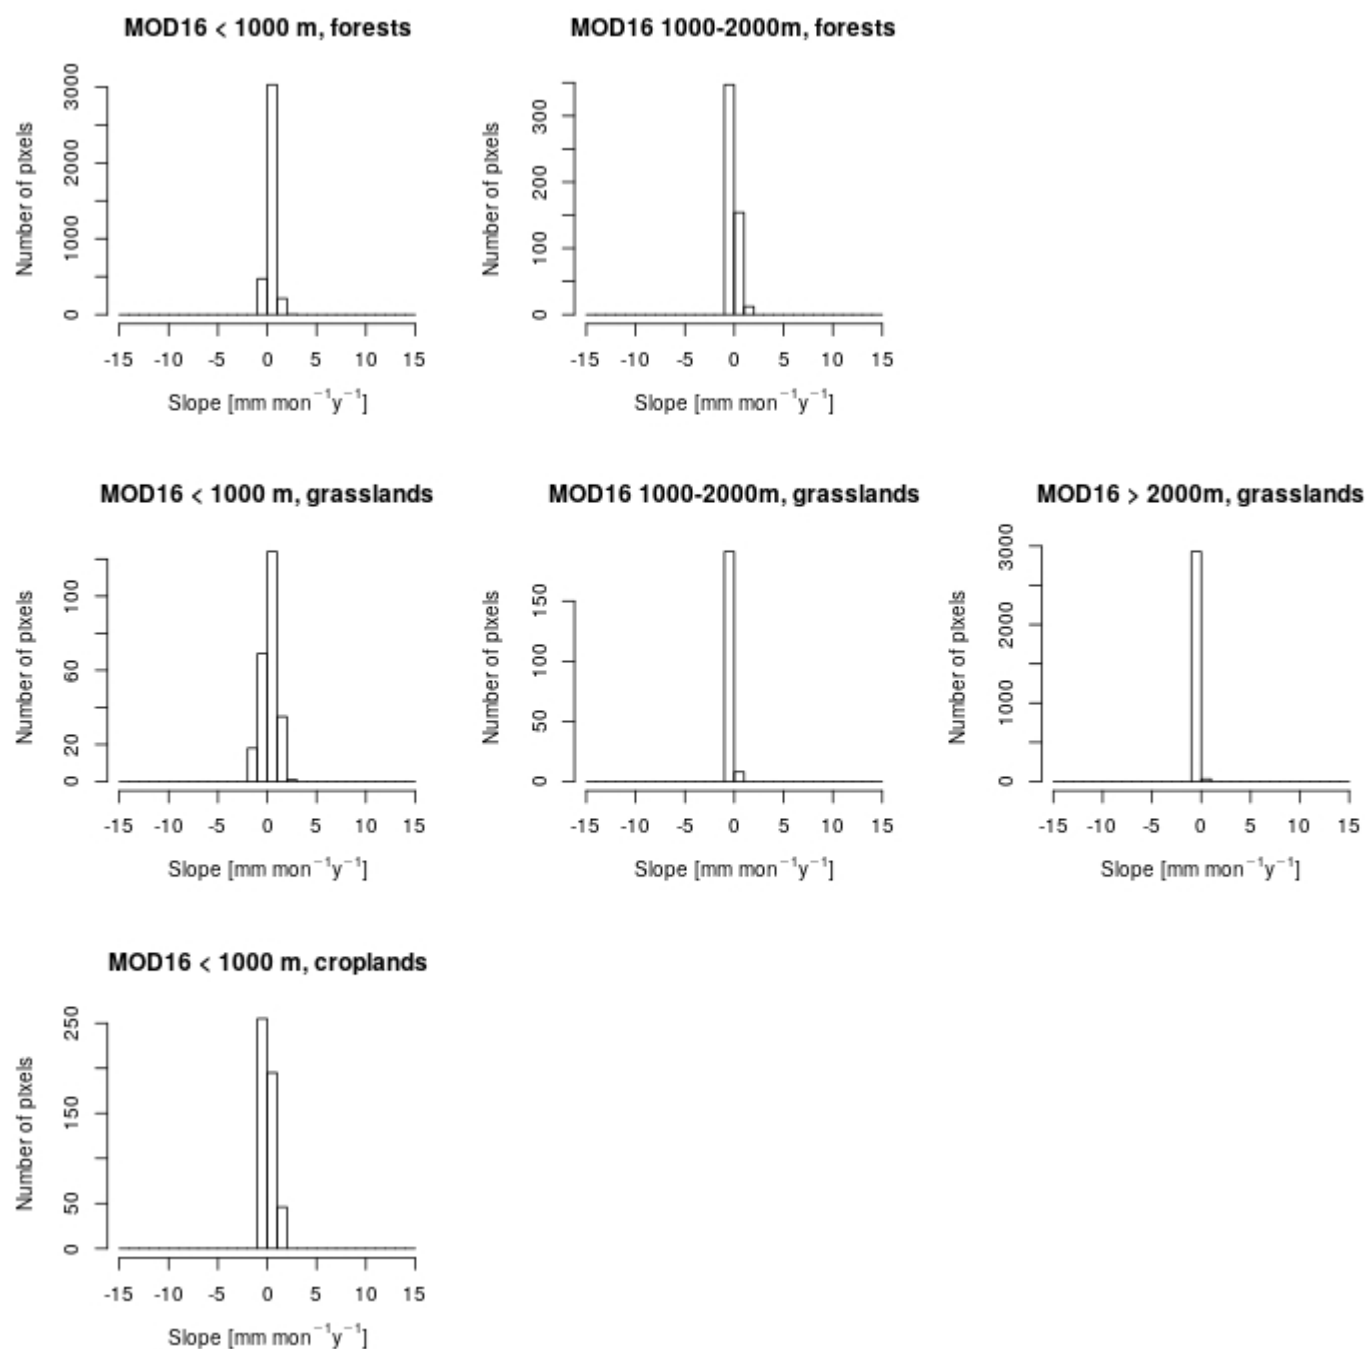 MOD16 < 1000 m, forests
Number of pixels
3000
2000
1000
0
-15 -10 -5 0 5 10 15
Slope [mm mon⁻¹y⁻¹]
MOD16 1000-2000m, forests
Number of pixels
300
200
100
0
-15 -10 -5 0 5 10 15
Slope [mm mon⁻¹y⁻¹]
MOD16 < 1000 m, grasslands
Number of pixels
100
60
20
0
-15 -10 -5 0 5 10 15
Slope [mm mon⁻¹y⁻¹]
MOD16 1000-2000m, grasslands
Number of pixels
150
100
50
0
-15 -10 -5 0 5 10 15
Slope [mm mon⁻¹y⁻¹]
MOD16 > 2000m, grasslands
Number of pixels
3000
2000
1000
0
-15 -10 -5 0 5 10 15
Slope [mm mon⁻¹y⁻¹]
MOD16 < 1000 m, croplands
Number of pixels
250
150
50
0
-15 -10 -5 0 5 10 15
Slope [mm mon⁻¹y⁻¹]